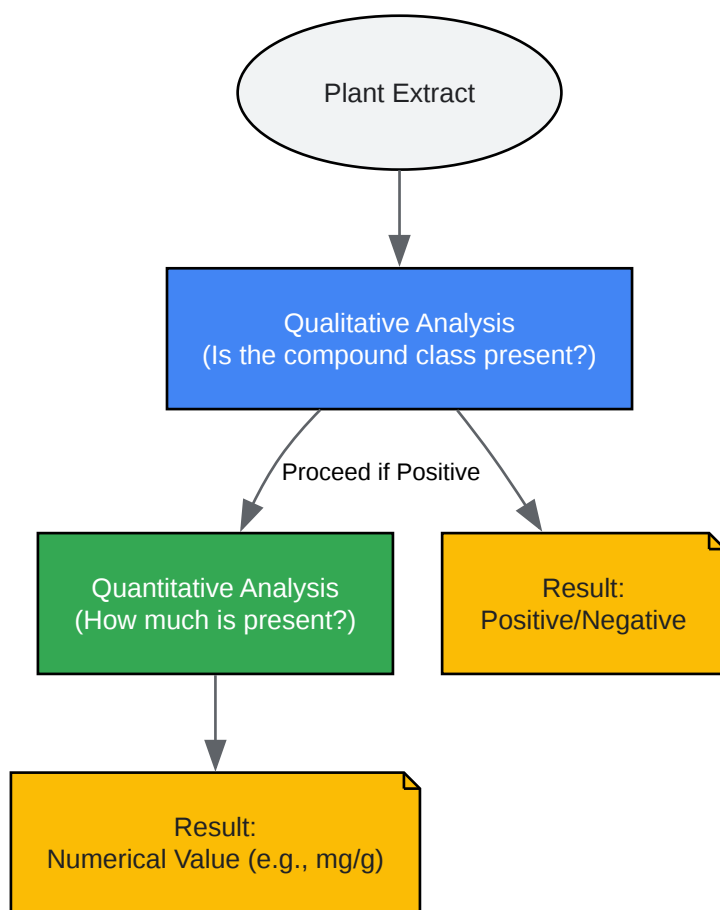 Plant Extract
Qualitative Analysis
(Is the compound class present?)
Proceed if Positive
Quantitative Analysis
(How much is present?)
Result:
Positive/Negative
Result:
Numerical Value (e.g., mg/g)